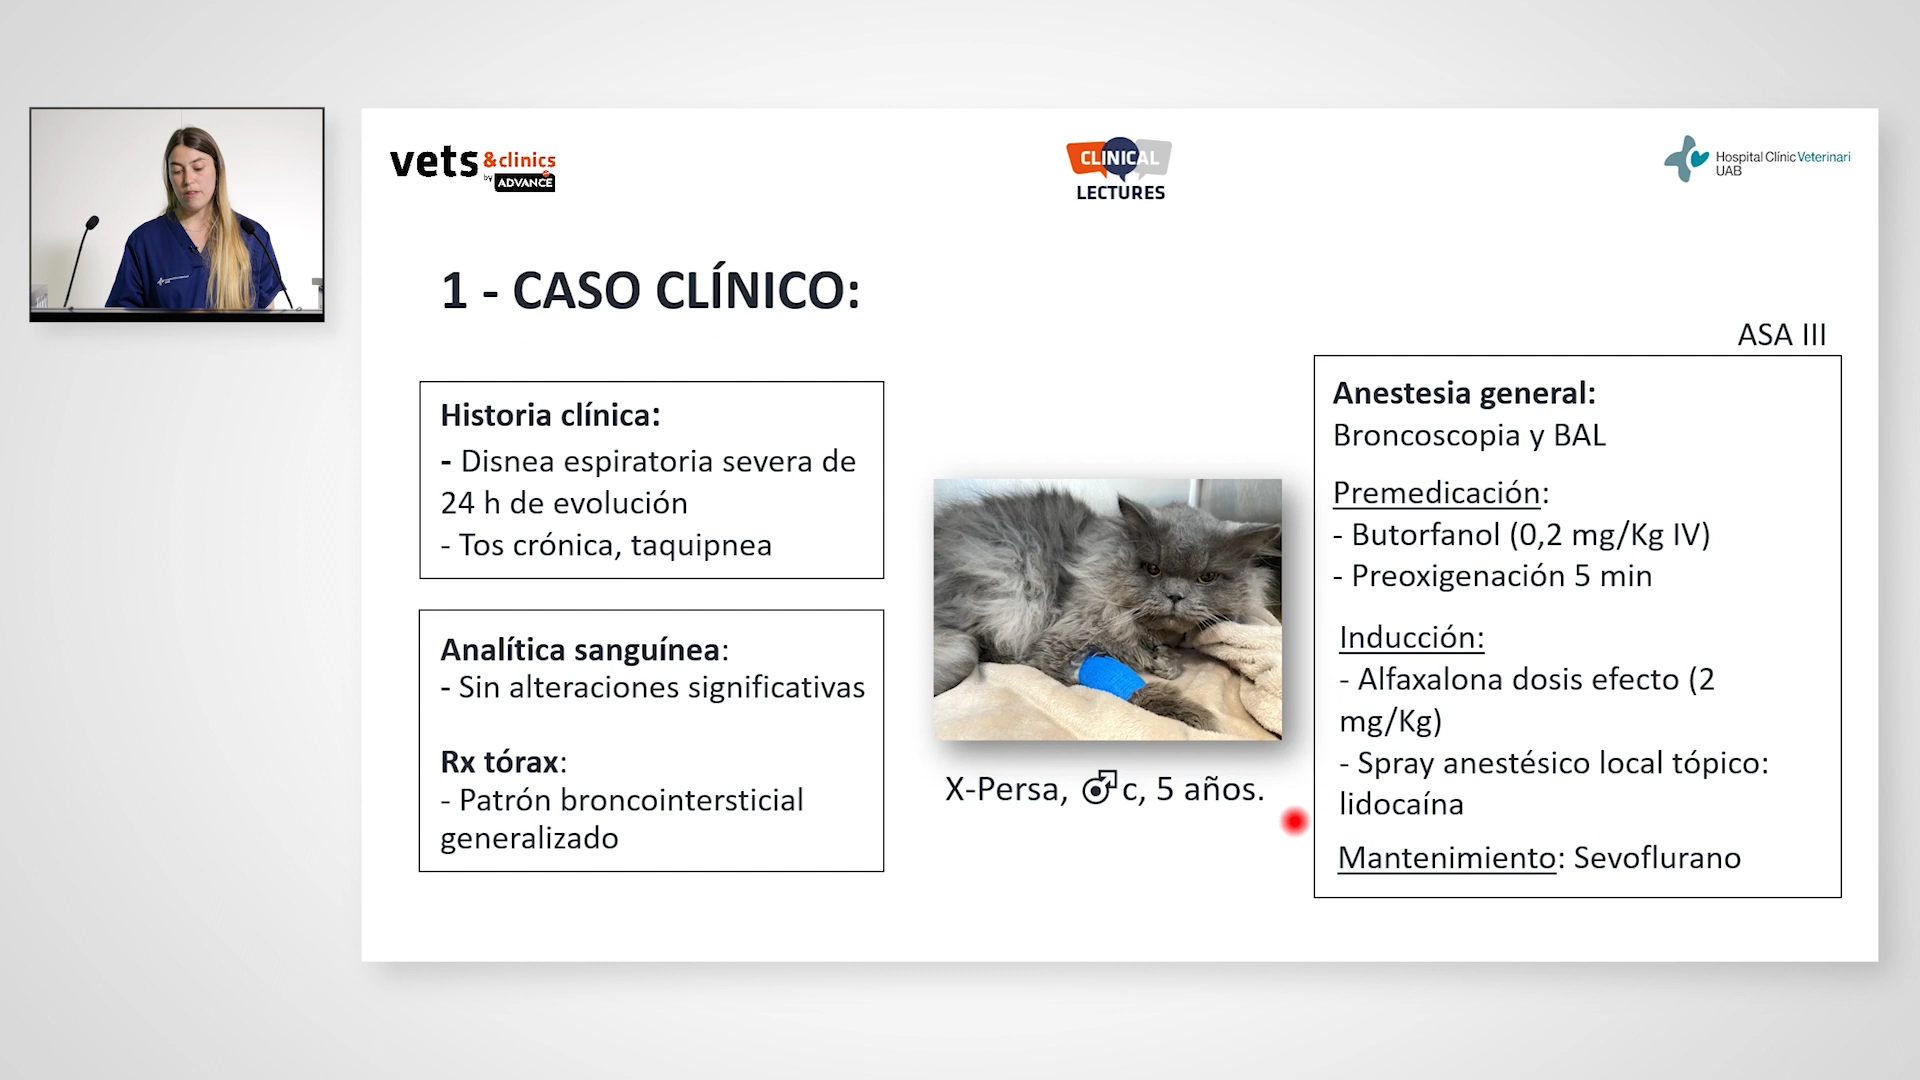 vets &clinics
by ADVANCE
CLINICAL
LECTURES
Hospital Clínic Veterinari
UAB
1 - CASO CLÍNICO:
Historia clínica:
- Disnea espiratoria severa de
24 h de evolución
- Tos crónica, taquipnea
Analítica sanguínea:
- Sin alteraciones significativas
Rx tórax:
- Patrón broncointersticial
generalizado
X-Persa, ♂c, 5 años.
ASA III
Anestesia general:
Broncoscopia y BAL
Premedicación:
- Butorfanol (0,2 mg/Kg IV)
- Preoxigenación 5 min
Inducción:
- Alfaxalona dosis efecto (2
mg/Kg)
- Spray anestésico local tópico:
lidocaína
Mantenimiento: Sevoflurano